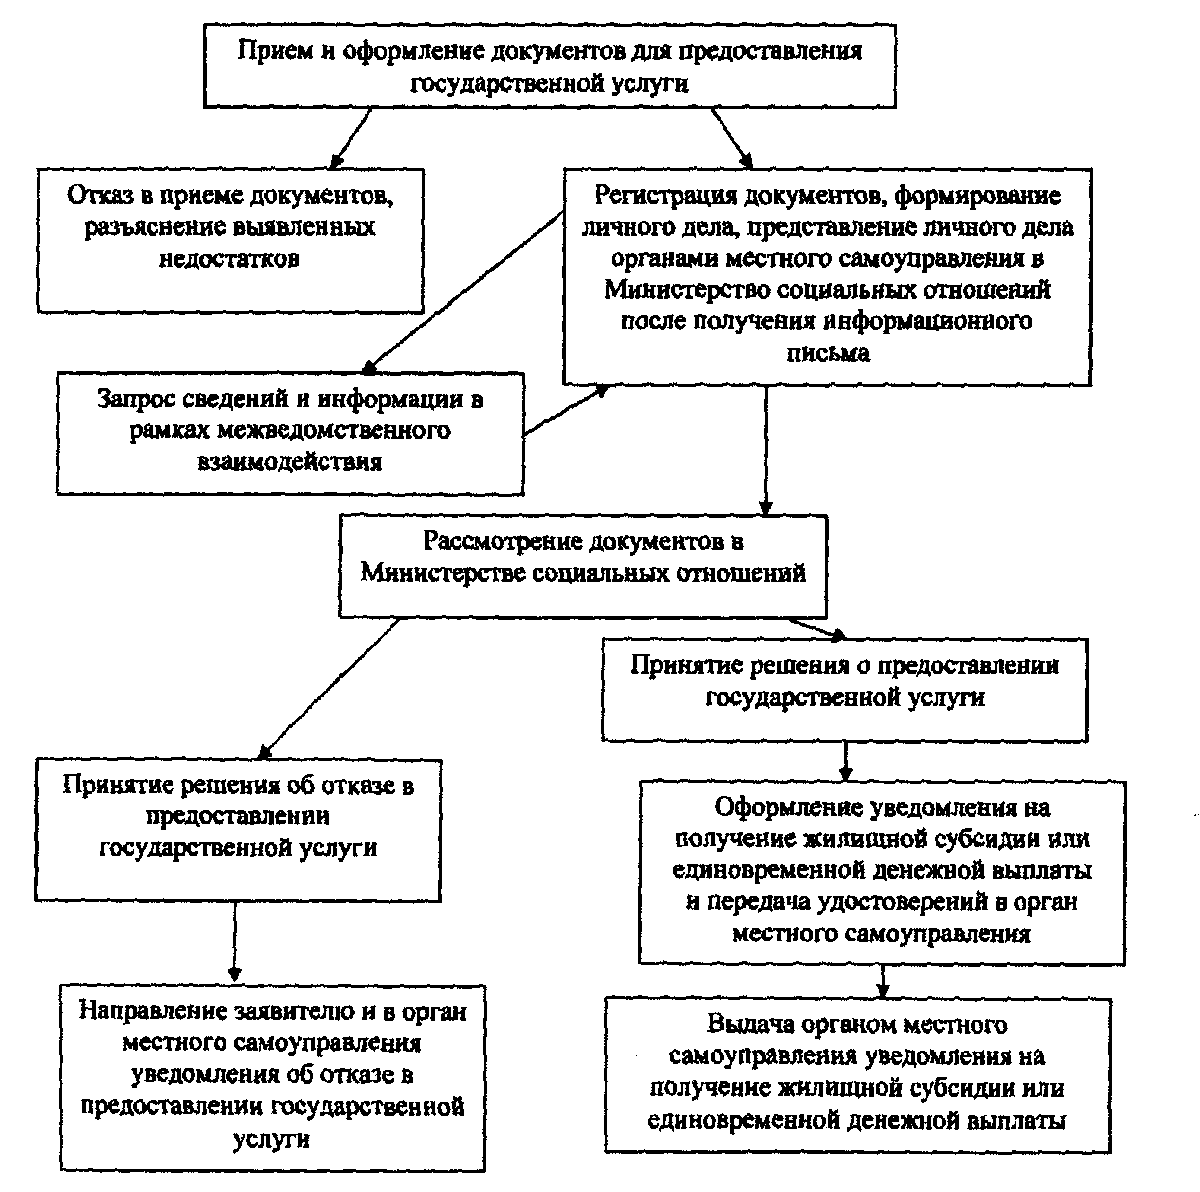 Прием и оформление документов для предоставления
государственной услуги
Отказ в приеме документов,
разъяснение выявленных
недостатков
Регистрация документов, формирование
личного дела, представление личного дела
органами местного самоуправления в
Министерство социальных отношений
после получения информационного
письма
Запрос сведений и информации в
рамках межведомственного
взаимодействия
Рассмотрение документов в
Министерстве социальных отношений
Принятие решения о предоставлении
государственной услуги
Принятие решения об отказе в
предоставлении
государственной услуги
Оформление уведомления на
получение жилищной субсидии или
единовременной денежной выплаты
и передача удостоверений в орган
местного самоуправления
Направление заявителю и в орган
местного самоуправления
уведомления об отказе в
предоставлении государственной
услуги
Выдача органом местного
самоуправления уведомления на
получение жилищной субсидии или
единовременной денежной выплаты